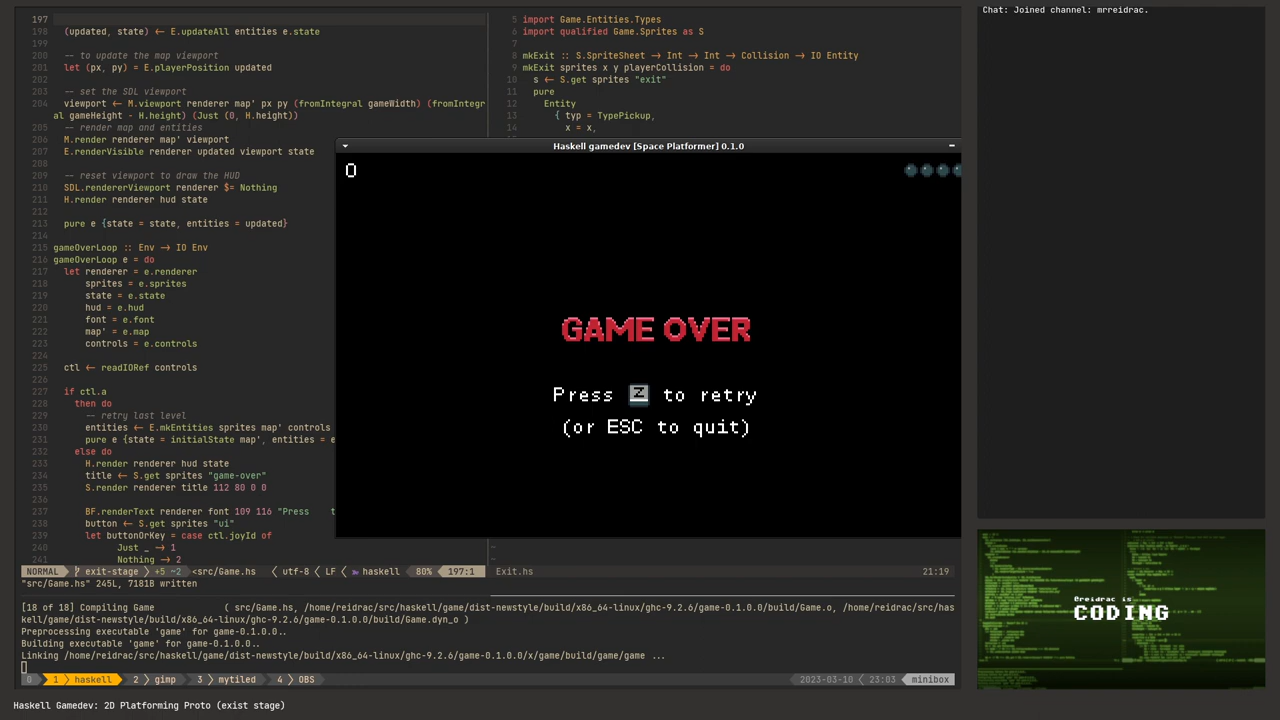 197
198 (updated, state) ← E.updateAll entities e.state
199
200 -- to update the map viewport
201 let (px, py) = E.playerPosition updated
202
203 -- set the SDL viewport
204 viewport ← M.viewport renderer map' px py (fromIntegral gameWidth) (fromIntegr
al gameHeight - H.height) (Just (0, H.height))
205 -- render map and entities
206 M.render renderer map' viewport
207 E.renderVisible renderer updated viewport state
208
209 -- reset viewport to draw the HUD
210 SDL.rendererViewport renderer $= Nothing
211 H.render renderer hud state
212
213 pure e {state = state, entities = updated}
214
215 gameOverLoop :: Env → IO Env
216 gameOverLoop e = do
217 let renderer = e.renderer
218 sprites = e.sprites
219 state = e.state
220 hud = e.hud
221 font = e.font
222 map' = e.map
223 controls = e.controls
224
225 ctl ← readIORef controls
226
227 if ctl.a
228 then do
229 -- retry last level
230 entities ← E.mkEntities sprites map' controls
231 pure e {state = initialState map', entities = e
232 else do
233 H.render renderer hud state
234 title ← S.get sprites "game-over"
235 S.render renderer title 112 80 0 0
236
237 BF.renderText renderer font 109 116 "Press t
238 button ← S.get sprites "ui"
239 let buttonOrKey = case ctl.joyId of
240 Just _ → 1
241 Nothing → 2
5 import Game.Entities.Types
6 import qualified Game.Sprites as S
7
8 mkExit :: S.SpriteSheet → Int → Int → Collision → IO Entity
9 mkExit sprites x y playerCollision = do
10 s ← S.get sprites "exit"
11 pure
12 Entity
13 { typ = TypePickup,
14 x = x,
Haskell gamedev [Space Platformer] 0.1.0
0
GAME OVER
Press Z to retry
(or ESC to quit)
NORMAL exit-stage +5 ~2 <src/Game.hs utf-8 LF haskell 80% 197:1
Exit.hs 21:19
"src/Game.hs" 245L, 7181B written
[18 of 18] Compiling Game ( src/Game.hs, /home/reidrac/src/haskell/game/dist-newstyle/build/x86_64-linux/ghc-9.2.6/game-0.1.0.0/build/Game.o, /home/reidrac/src/has
kell/game/dist-newstyle/build/x86_64-linux/ghc-9.2.6/game-0.1.0.0/build/Game.dyn_o )
Preprocessing executable 'game' for game-0.1.0.0..
Building executable 'game' for game-0.1.0.0..
Linking /home/reidrac/src/haskell/game/dist-newstyle/build/x86_64-linux/ghc-9.2.6/game-0.1.0.0/x/game/build/game/game ...
0 1 haskell 2 gimp 3 mytiled 4 OBS 2023-03-10 23:03 minibox
Haskell Gamedev: 2D Platforming Proto (exist stage)
Chat: Joined channel: mrreidrac.
@reidrac is
CODING